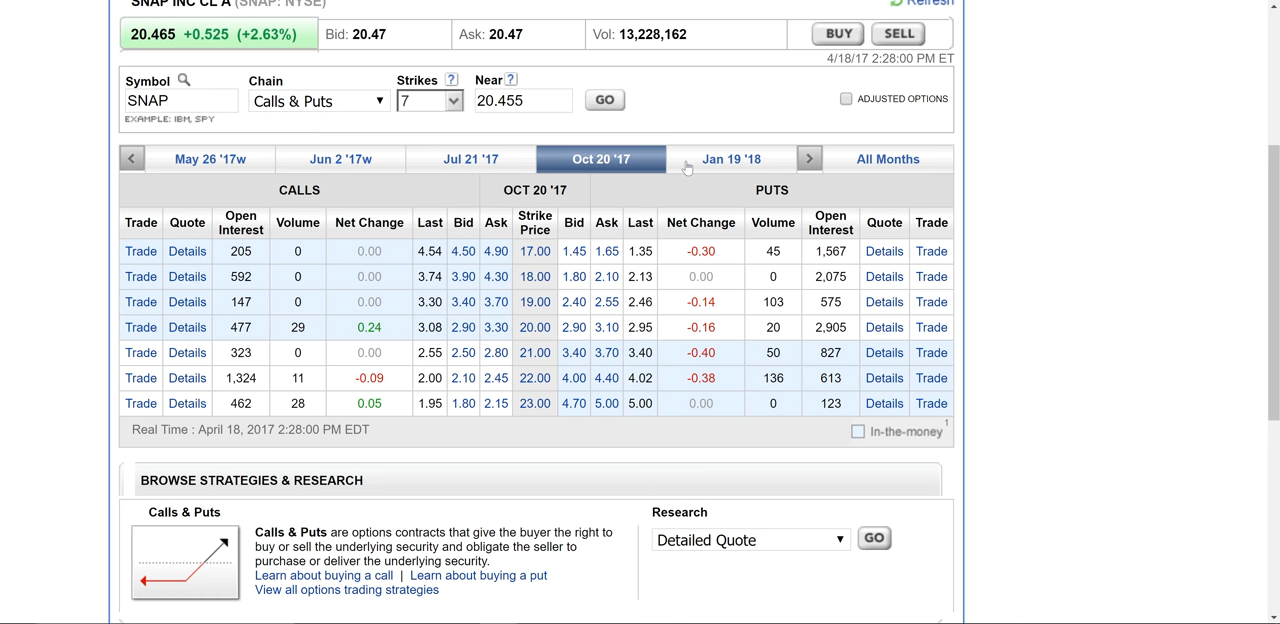 SNAP INC CL A (SNAP: NYSE)
Refresh
20.465 +0.525 (+2.63%) Bid: 20.47 Ask: 20.47 Vol: 13,228,162 BUY SELL
4/18/17 2:28:00 PM ET
Symbol Chain Strikes ? Near ?
SNAP Calls & Puts 7 20.455 GO ADJUSTED OPTIONS
EXAMPLE: IBM, SPY
< May 26 '17w Jun 2 '17w Jul 21 '17 Oct 20 '17 Jan 19 '18 > All Months
CALLS OCT 20 '17 PUTS
Trade Quote Open Interest Volume Net Change Last Bid Ask Strike Price Bid Ask Last Net Change Volume Open Interest Quote Trade
Trade Details 205 0 0.00 4.54 4.50 4.90 17.00 1.45 1.65 1.35 -0.30 45 1,567 Details Trade
Trade Details 592 0 0.00 3.74 3.90 4.30 18.00 1.80 2.10 2.13 0.00 0 2,075 Details Trade
Trade Details 147 0 0.00 3.30 3.40 3.70 19.00 2.40 2.55 2.46 -0.14 103 575 Details Trade
Trade Details 477 29 0.24 3.08 2.90 3.30 20.00 2.90 3.10 2.95 -0.16 20 2,905 Details Trade
Trade Details 323 0 0.00 2.55 2.50 2.80 21.00 3.40 3.70 3.40 -0.40 50 827 Details Trade
Trade Details 1,324 11 -0.09 2.00 2.10 2.45 22.00 4.00 4.40 4.02 -0.38 136 613 Details Trade
Trade Details 462 28 0.05 1.95 1.80 2.15 23.00 4.70 5.00 5.00 0.00 0 123 Details Trade
Real Time : April 18, 2017 2:28:00 PM EDT In-the-money 1
BROWSE STRATEGIES & RESEARCH
Calls & Puts
Calls & Puts are options contracts that give the buyer the right to
buy or sell the underlying security and obligate the seller to
purchase or deliver the underlying security.
Learn about buying a call | Learn about buying a put
View all options trading strategies
Research
Detailed Quote GO